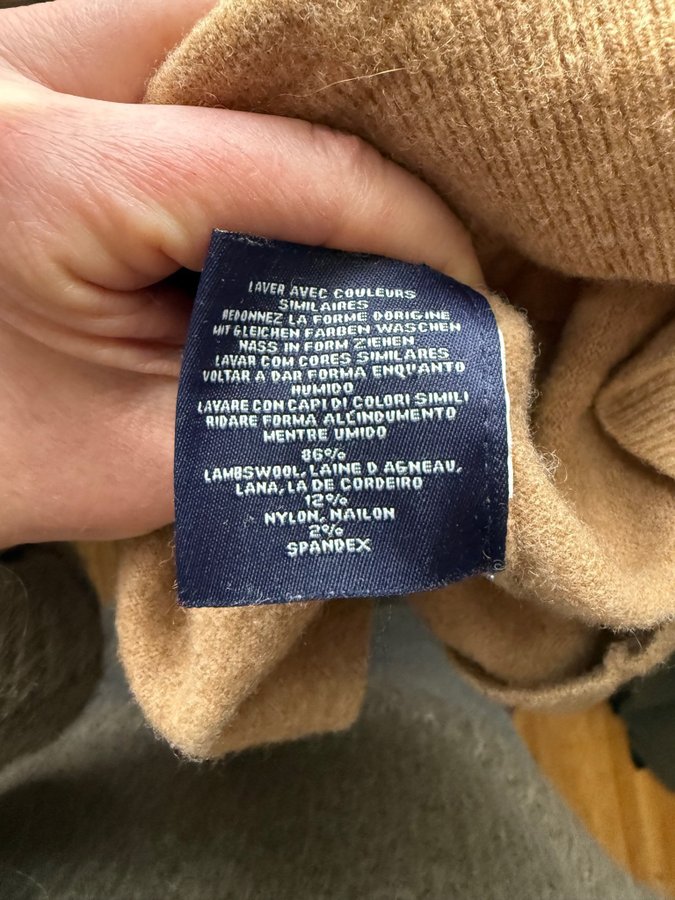 LAVER AVEC COULEURS
SIMILAIRES
REDONNEZ LA FORME DORIGINE
MIT GLEICHEN FARBEN WASCHEN
NASS IN FORM ZIEHEN
LAVAR COM CORES SIMILARES
VOLTAR A DAR FORMA ENQUANTO
HUMIDO
LAVARE CON CAPI DI COLORI SIMILI
RIDARE FORMA ALL'INDUMENTO
MENTRE UMIDO
86%
LAMBSWOOL, LAINE D AGNEAU,
LANA, LA DE CORDEIRO
12%
NYLON, NAILON
2%
SPANDEX